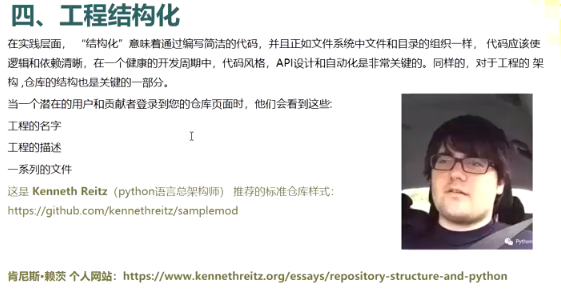 四、工程结构化
在实践层面， “结构化”意味着通过编写简洁的代码，并且正如文件系统中文件和目录的组织一样， 代码应该使
逻辑和依赖清晰，在一个健康的开发周期中，代码风格，API设计和自动化是非常关键的。同样的，对于工程的 架
构 ,仓库的结构也是关键的一部分。
当一个潜在的用户和贡献者登录到您的仓库页面时，他们会看到这些:
工程的名字
工程的描述
一系列的文件
这是 Kenneth Reitz（python语言总架构师） 推荐的标准仓库样式：
https://github.com/kennethreitz/samplemod
Python
肯尼斯•赖茨 个人网站：https://www.kennethreitz.org/essays/repository-structure-and-python